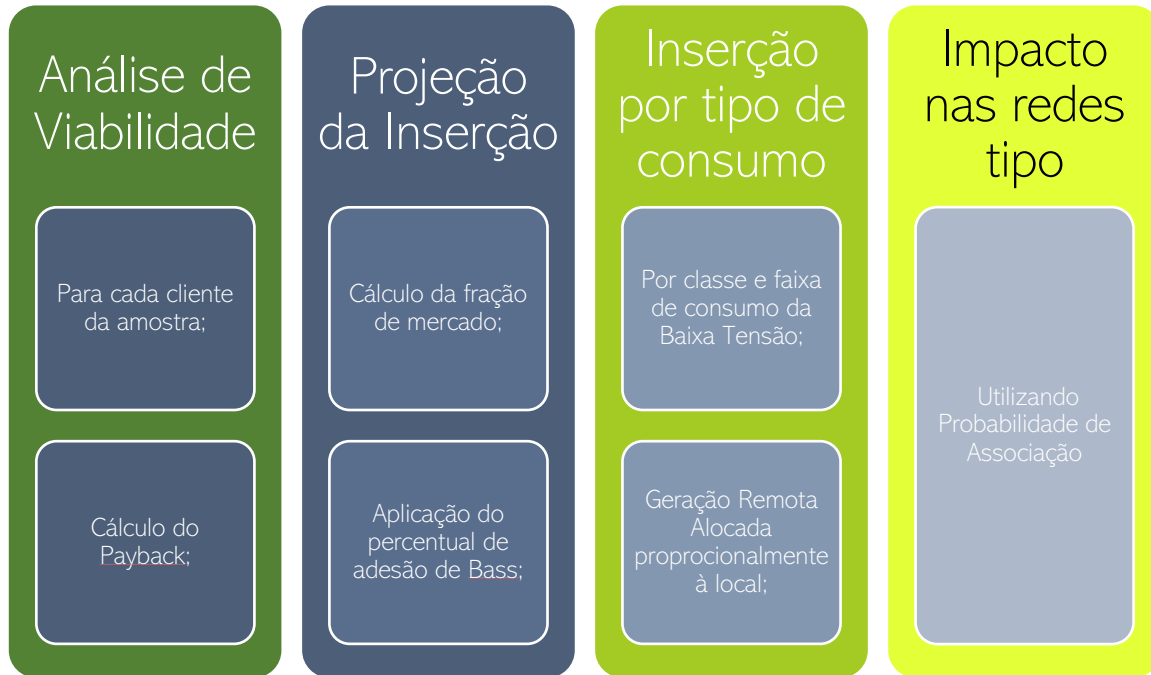 Análise de
Viabilidade
Para cada cliente
da amostra;
Cálculo do
Payback;
Projeção
da Inserção
Cálculo da fração
de mercado;
Aplicação do
percentual de
adesão de Bass;
Inserção
por tipo de
consumo
Por classe e faixa
de consumo da
Baixa Tensão;
Geração Remota
Alocada
proprocionalmente
à local;
Impacto
nas redes
tipo
Utilizando
Probabilidade de
Associação